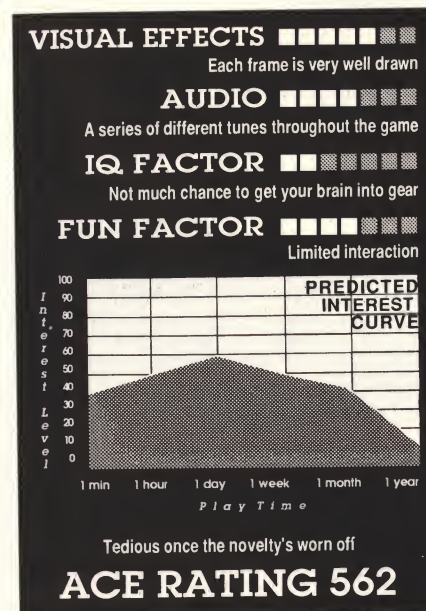 VISUAL EFFECTS
Each frame is very well drawn
AUDIO
A series of different tunes throughout the game
IQ FACTOR
Not much chance to get your brain into gear
FUN FACTOR
Limited interaction
PREDICTED
INTEREST
CURVE
Interest Level
100
90
80
70
60
50
40
30
20
10
0
1 min 1 hour 1 day 1 week 1 month 1 year
Play Time
Tedious once the novelty's worn off
ACE RATING 562